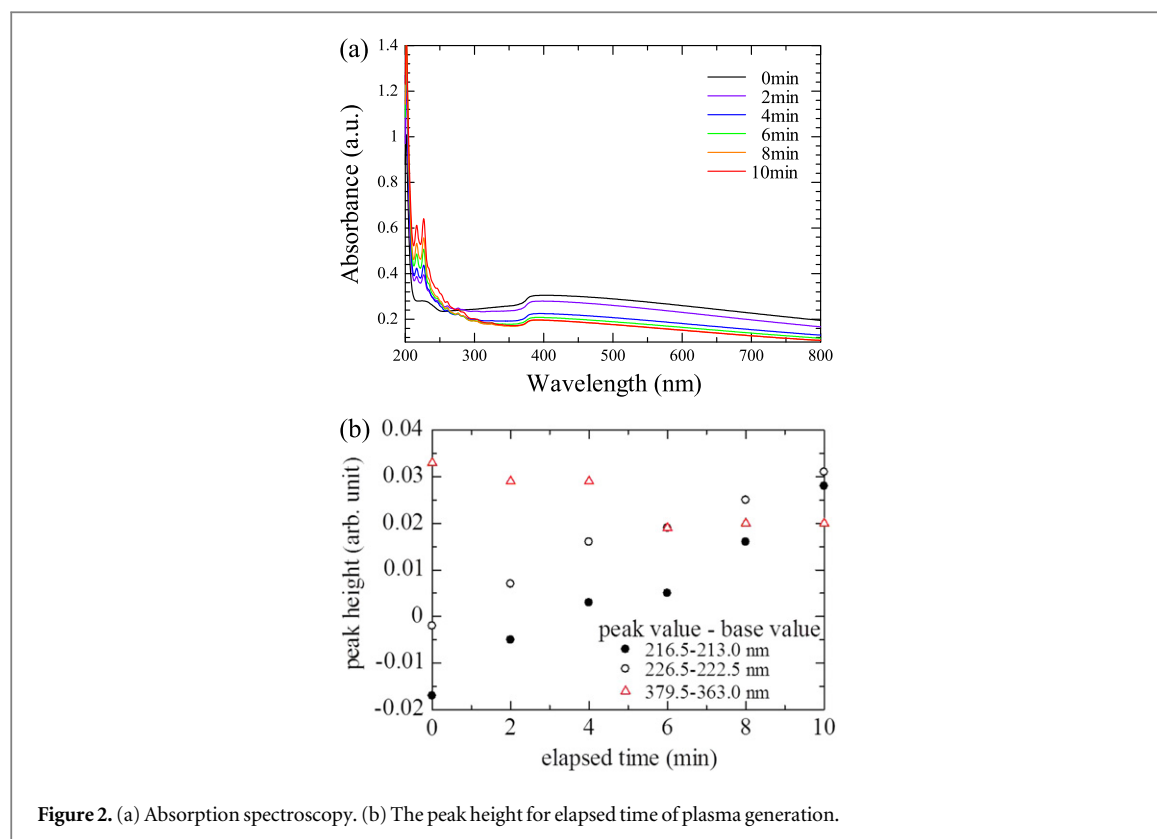 (a)
1.4
1.2
1
0.8
0.6
0.4
0.2
Absorbance (a.u.)
0min
2min
4min
6min
8min
10min
200 300 400 500 600 700 800
Wavelength (nm)
(b)
0.04
0.03
0.02
0.01
0
-0.01
-0.02
peak height (arb. unit)
peak value - base value
216.5-213.0 nm
226.5-222.5 nm
379.5-363.0 nm
0 2 4 6 8 10
elapsed time (min)
Figure 2. (a) Absorption spectroscopy. (b) The peak height for elapsed time of plasma generation.